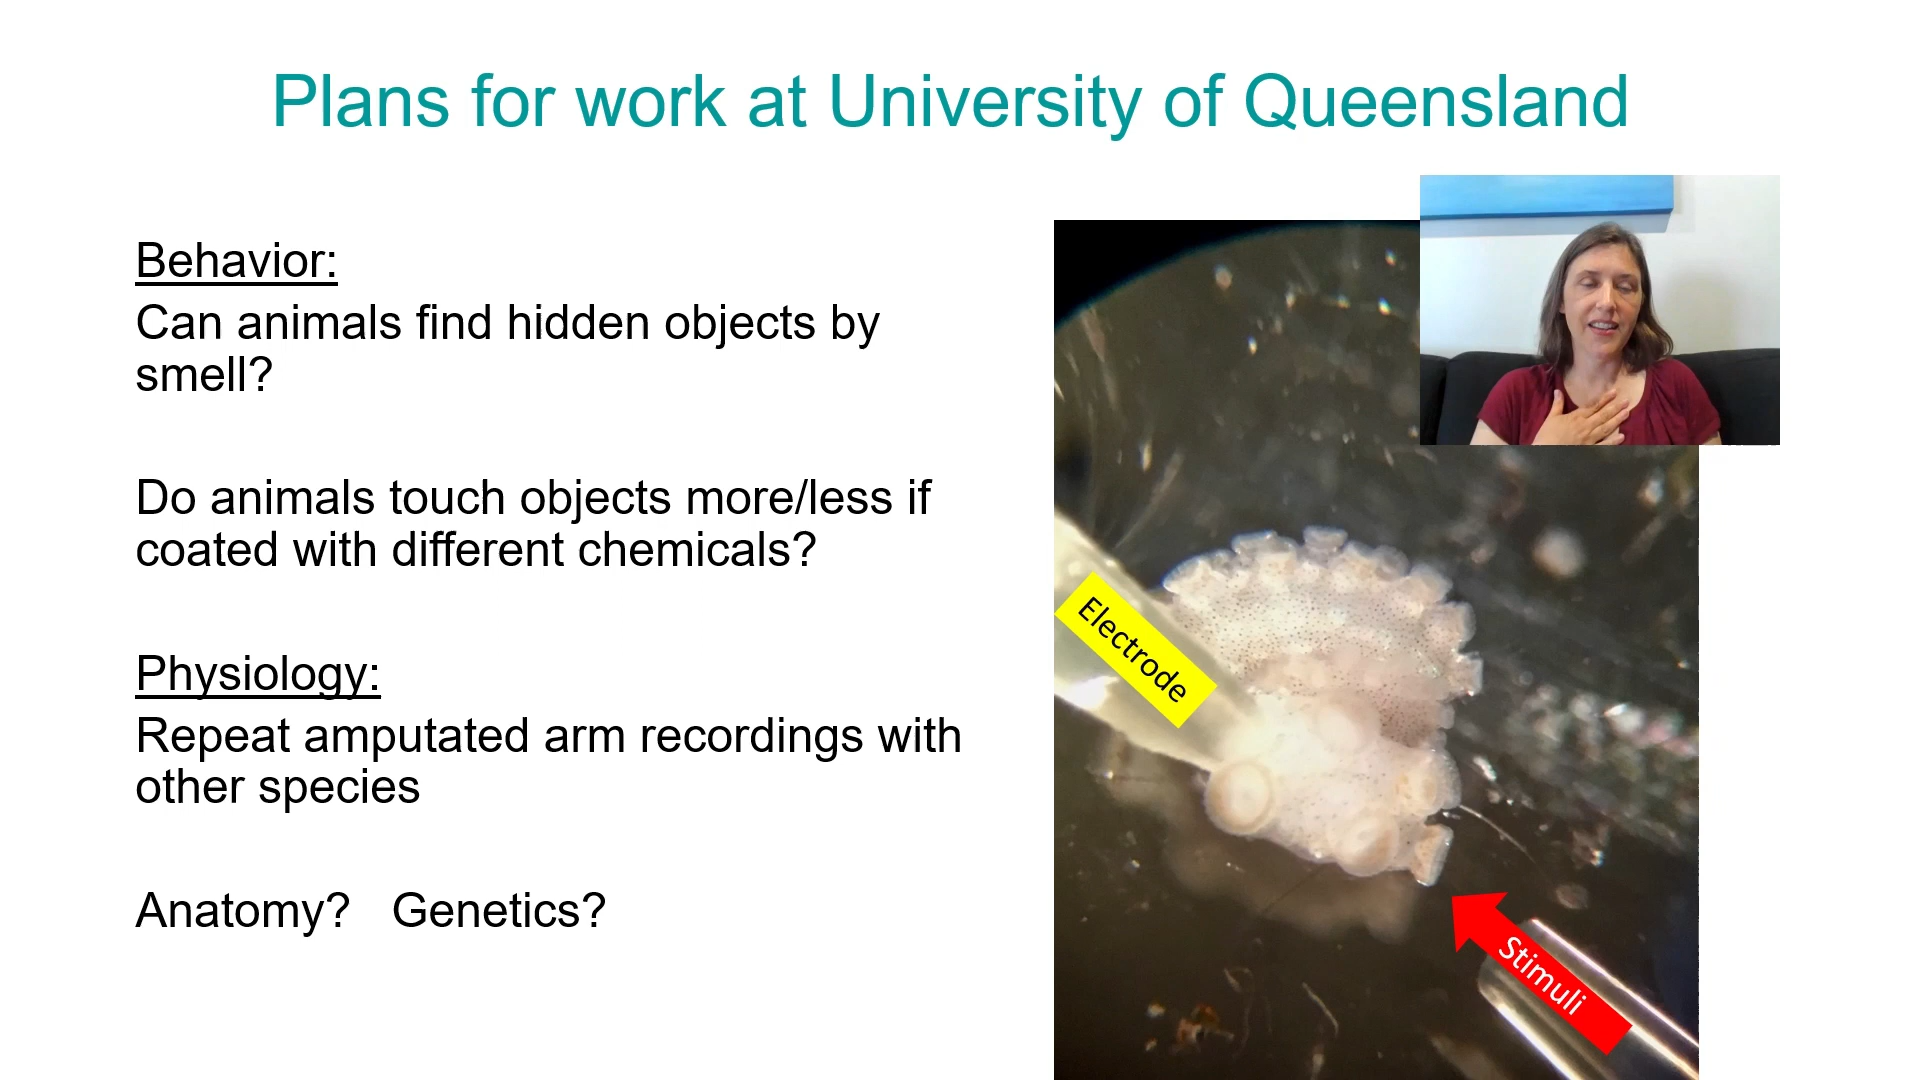 Plans for work at University of Queensland
Behavior:
Can animals find hidden objects by
smell?
Do animals touch objects more/less if
coated with different chemicals?
Physiology:
Repeat amputated arm recordings with
other species
Anatomy? Genetics?
Electrode
Stimuli